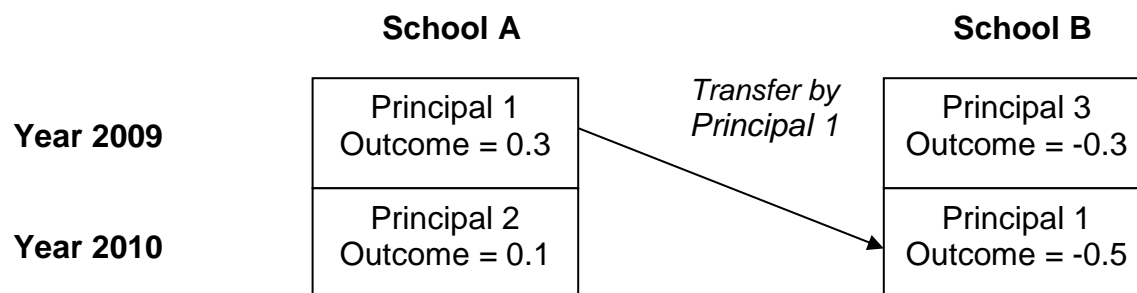 School A
School B
Transfer by
Principal 1
Year 2009
Principal 1
Outcome = 0.3
Principal 3
Outcome = -0.3
Year 2010
Principal 2
Outcome = 0.1
Principal 1
Outcome = -0.5